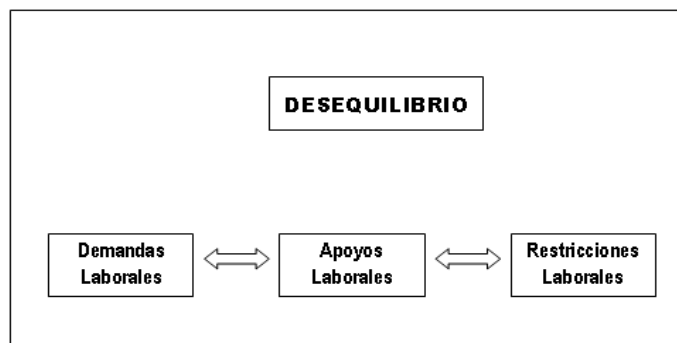 DESEQUILIBRIO
Demandas
Laborales
Apoyos
Laborales
Restricciones
Laborales